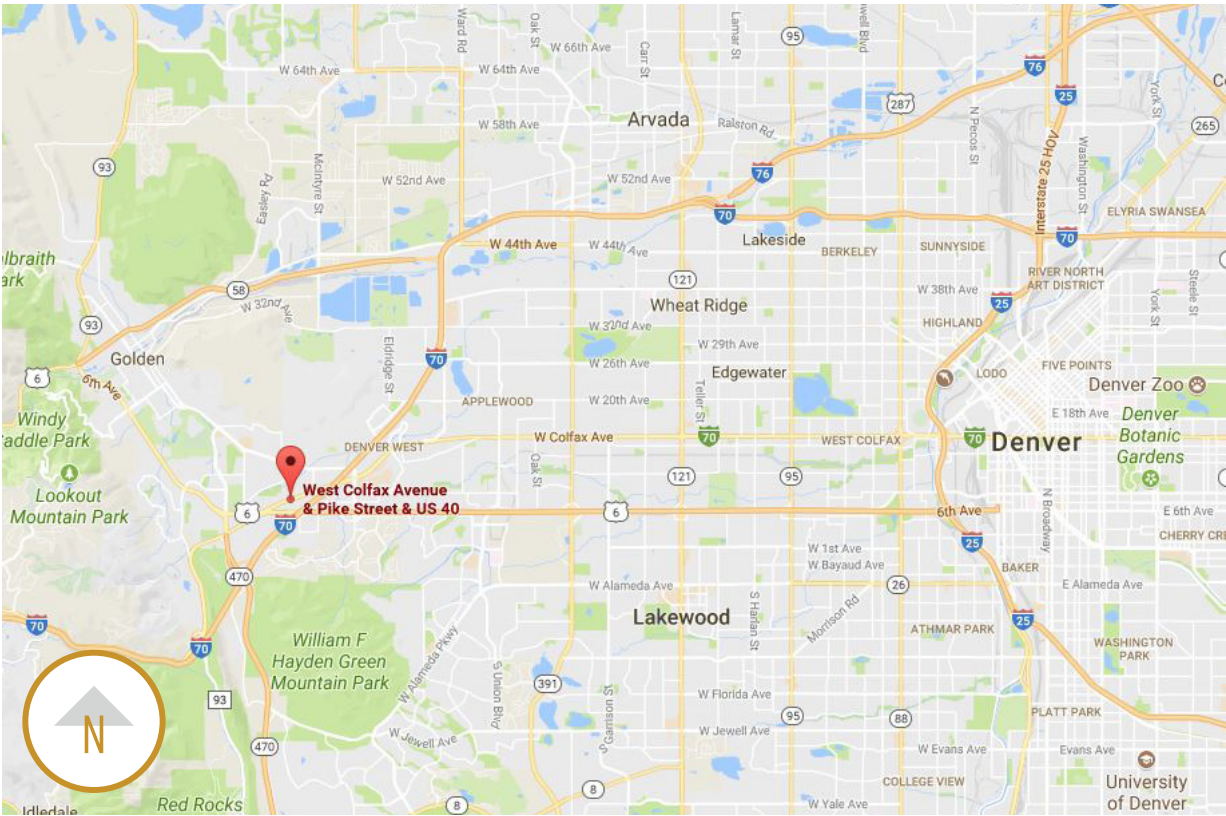 Ward Rd
Oak St
W 66th Ave
Carr St
Lamar St
95
76
W 64th Ave
W 64th Ave
25
York St
287
W 58th Ave
Arvada
Ralston Rd
N Pecos St
265
93
McIntyre St
Easley Rd
W 52nd Ave
W 52nd Ave
76
Interstate 25 HOV
Washington St
70
ELYRIA SWANSEA
W 44th Ave
W 44th Ave
Lakeside
BERKELEY
SUNNYSIDE
70
58
121
RIVER NORTH
ART DISTRICT
W 38th Ave
Steele St
York St
W 32nd Ave
Wheat Ridge
25
93
W 32nd Ave
HIGHLAND
Golden
Eldridge St
70
W 29th Ave
W 26th Ave
Edgewater
LODO
FIVE POINTS
6
6th Ave
Denver Zoo
APPLEWOOD
W 20th Ave
Teller St
E 18th Ave
Denver
Botanic
Gardens
Windy
Lookout
Mountain Park
DENVER WEST
W Colfax Ave
70
WEST COLFAX
70
Denver
Oak St
121
95
West Colfax Avenue
& Pike Street & US 40
6
70
6
6th Ave
N Broadway
E 6th Ave
25
W 1st Ave
W Bayaud Ave
BAKER
470
W Alameda Ave
26
E Alameda Ave
Lakewood
S Harlan St
Morrison Rd
ATHMAR PARK
25
70
70
William F
Hayden Green
Mountain Park
W Alameda Pkwy
S Union Blvd
WASHINGTON
PARK
391
S Garrison St
W Florida Ave
93
N
95
88
PLATT PARK
470
W Jewell Ave
W Jewell Ave
W Evans Ave
Evans Ave
8
8
COLLEGE VIEW
University
of Denver
Idledale
Red Rocks
W Yale Ave